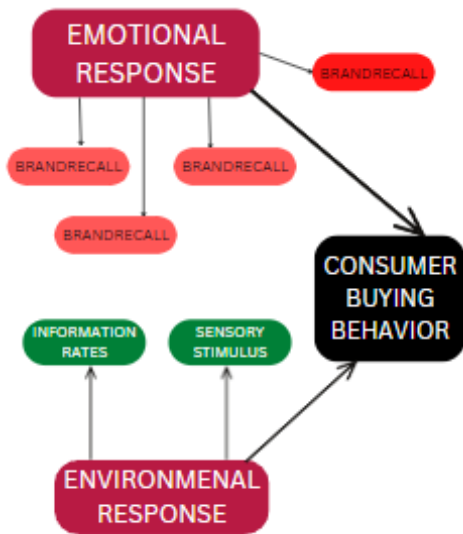 EMOTIONAL
RESPONSE
BRANDRECALL
BRANDRECALL
BRANDRECALL
BRANDRECALL
CONSUMER
BUYING
BEHAVIOR
INFORMATION
RATES
SENSORY
STIMULUS
ENVIRONMENAL
RESPONSE